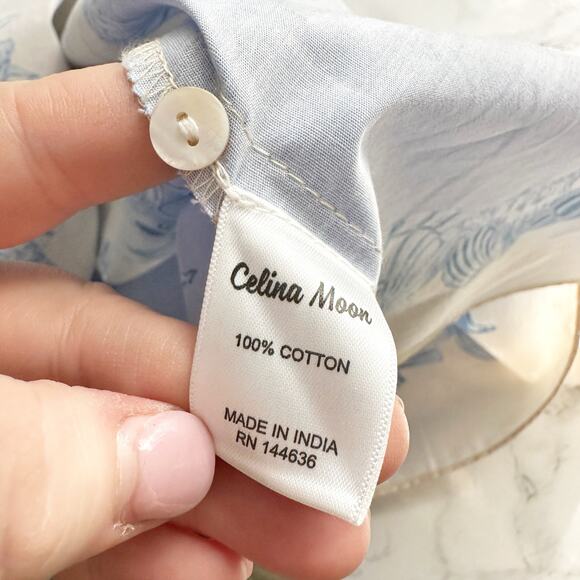 Celina Moon
100% COTTON
MADE IN INDIA
RN 144636